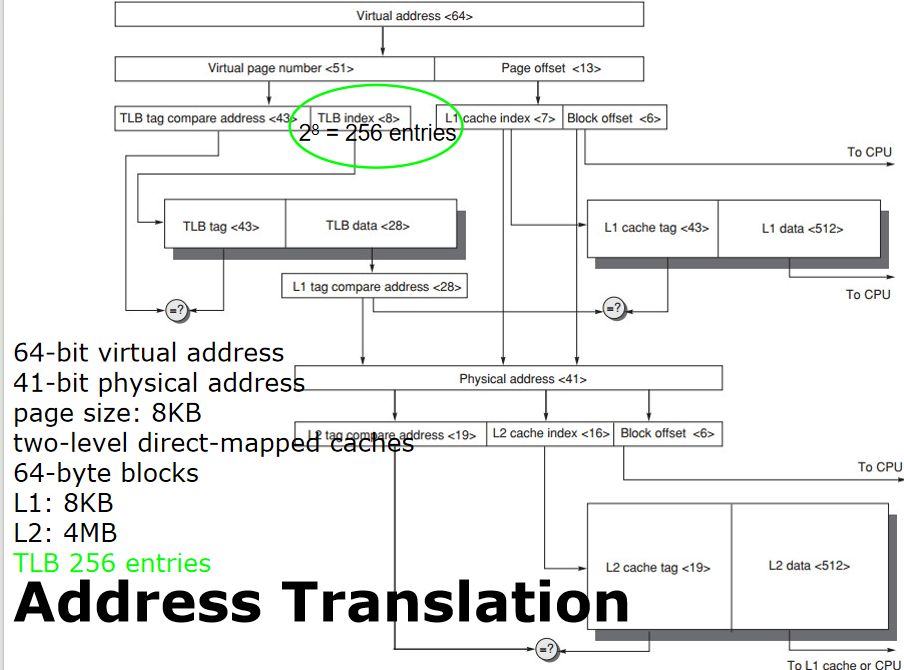 Virtual address <64>
Virtual page number <51> Page offset <13>
TLB tag compare address <43> TLB index <8> L1 cache index <7> Block offset <6>
2⁸ = 256 entries
To CPU
TLB tag <43> TLB data <28> L1 cache tag <43> L1 data <512>
L1 tag compare address <28>
To CPU
=? =?
64-bit virtual address
41-bit physical address
page size: 8KB
two-level direct-mapped caches
64-byte blocks
L1: 8KB
L2: 4MB
TLB 256 entries
Physical address <41>
L2 tag compare address <19> L2 cache index <16> Block offset <6>
To CPU
L2 cache tag <19> L2 data <512>
Address Translation
=?
To L1 cache or CPU